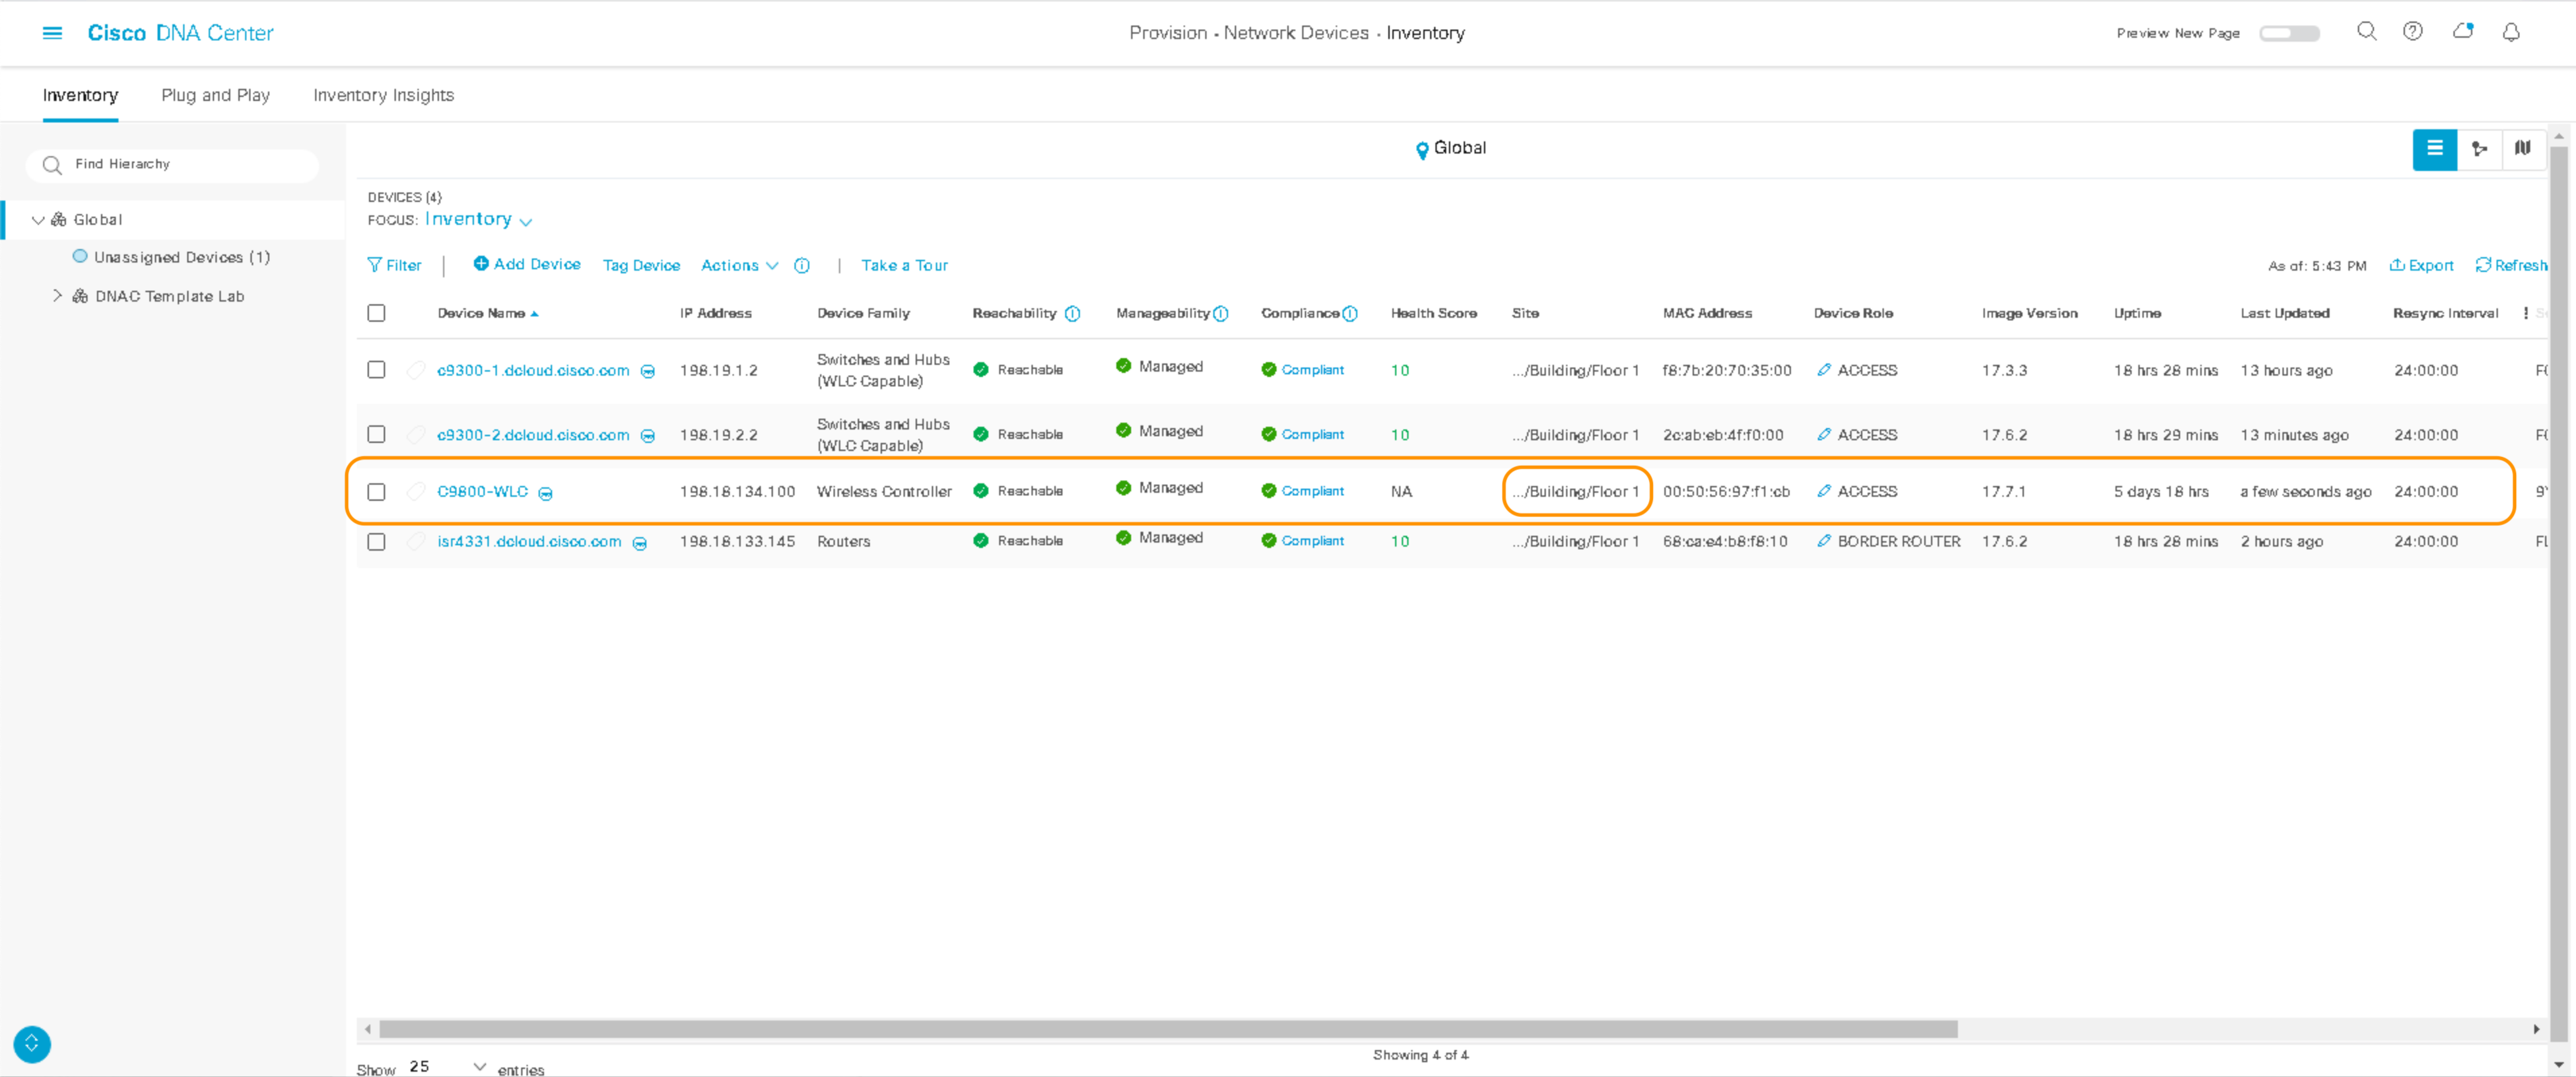 Cisco DNA Center
Provision • Network Devices • Inventory
Preview New Page
Inventory Plug and Play Inventory Insights
Find Hierarchy
Global
Unassigned Devices (1)
DNAC Template Lab
Global
DEVICES (4)
FOCUS: Inventory
Filter | Add Device Tag Device Actions | Take a Tour
As of: 5:43 PM Export Refresh
Device Name IP Address Device Family Reachability Manageability Compliance Health Score Site MAC Address Device Role Image Version Uptime Last Updated Resync Interval
c9300-1.dcloud.cisco.com 198.19.1.2 Switches and Hubs (WLC Capable) Reachable Managed Compliant 10 .../Building/Floor 1 f8:7b:20:70:35:00 ACCESS 17.3.3 18 hrs 28 mins 13 hours ago 24:00:00
c9300-2.dcloud.cisco.com 198.19.2.2 Switches and Hubs (WLC Capable) Reachable Managed Compliant 10 .../Building/Floor 1 2c:ab:eb:4f:f0:00 ACCESS 17.6.2 18 hrs 29 mins 13 minutes ago 24:00:00
C9800-WLC 198.18.134.100 Wireless Controller Reachable Managed Compliant NA .../Building/Floor 1 00:50:56:97:f1:cb ACCESS 17.7.1 5 days 18 hrs a few seconds ago 24:00:00 9
isr4331.dcloud.cisco.com 198.18.133.145 Routers Reachable Managed Compliant 10 .../Building/Floor 1 68:ca:e4:b8:f8:10 BORDER ROUTER 17.6.2 18 hrs 28 mins 2 hours ago 24:00:00
Showing 4 of 4
Show 25 entries